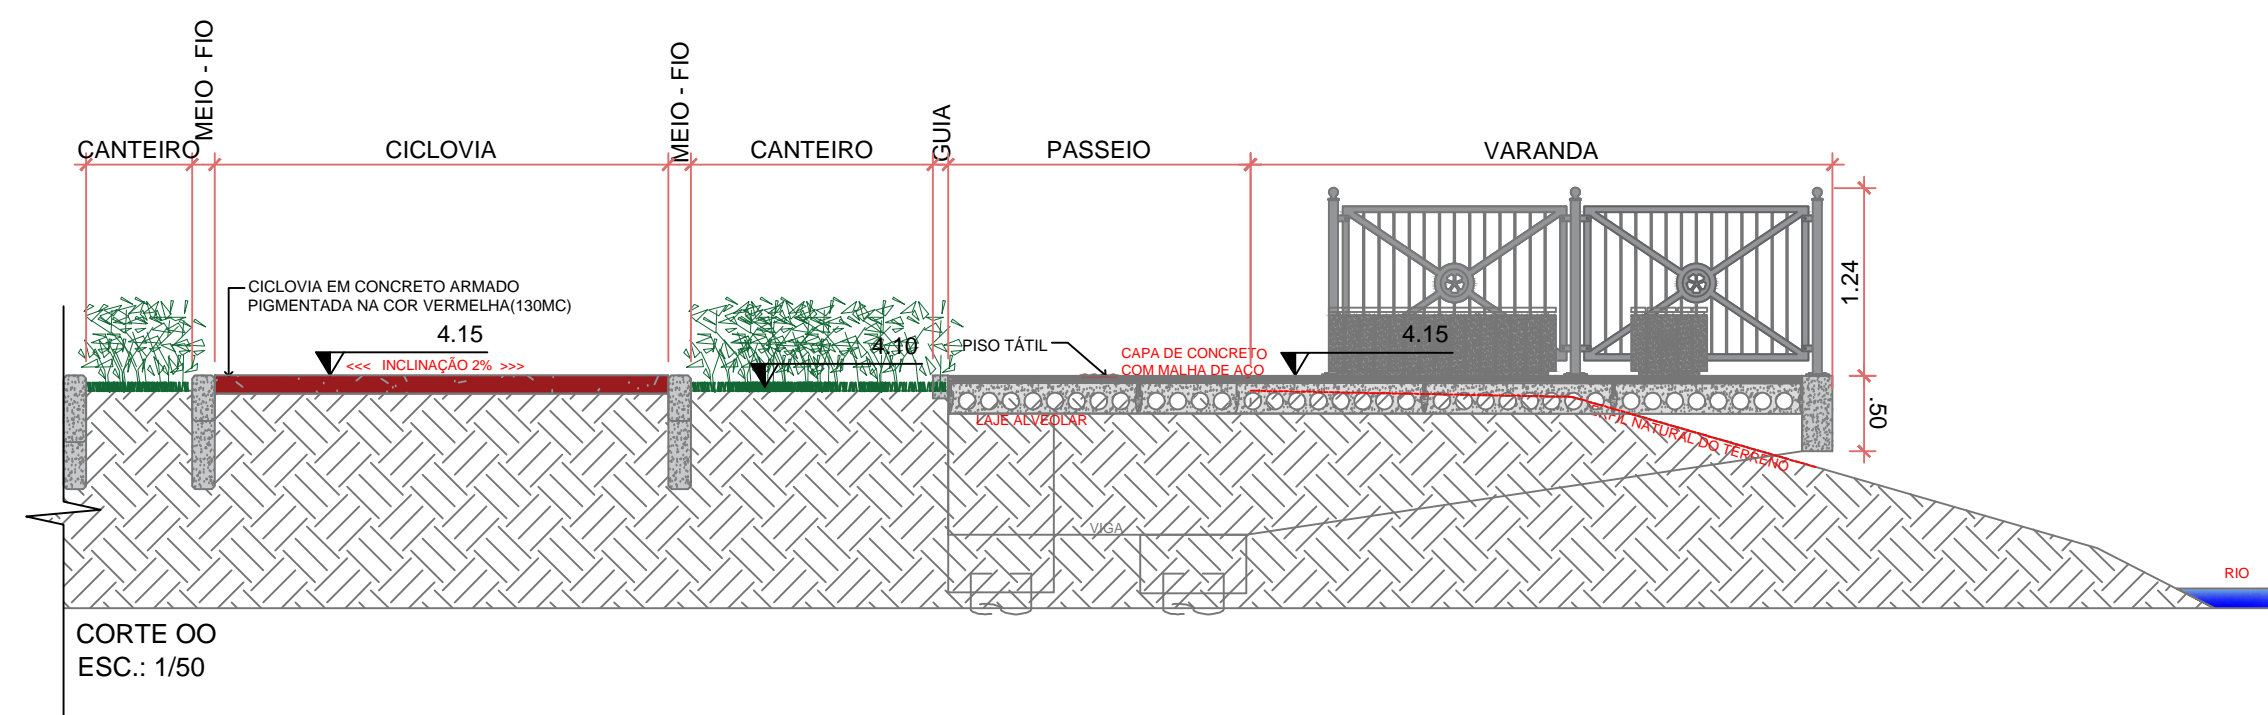 MEIO - FIO
MEIO - FIO
GUIA
CANTEIRO
CICLOVIA
CANTEIRO
PASSEIO
VARANDA
1.24
CICLOVIA EM CONCRETO ARMADO
PIGMENTADA NA COR VERMELHA(130MC)
4.15
<<< INCLINAÇÃO 2% >>>
4.10
PISO TÁTIL
CAPA DE CONCRETO
COM MALHA DE AÇO
4.15
.50
LAJE ALVEOLAR
NATURAL DO TERRENO
VIGA
RIO
CORTE OO
ESC.: 1/50